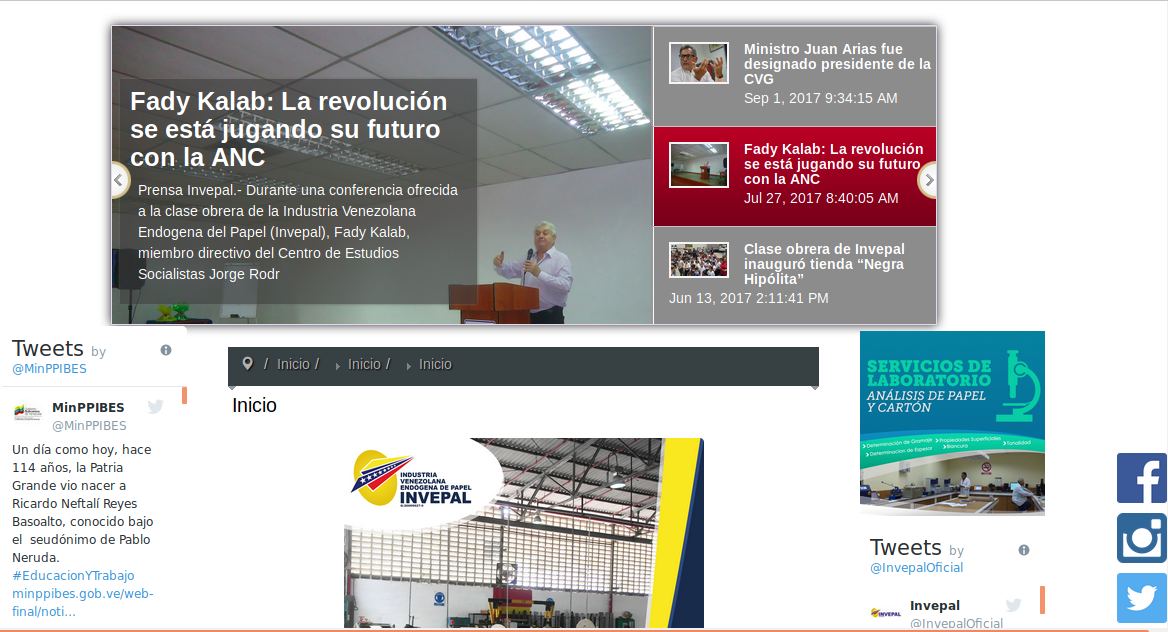 Fady Kalab: La revolución
se está jugando su futuro
con la ANC
Prensa Invepal.- Durante una conferencia ofrecida
a la clase obrera de la Industria Venezolana
Endogena del Papel (Invepal), Fady Kalab,
miembro directivo del Centro de Estudios
Socialistas Jorge Rodr
Ministro Juan Arias fue
designado presidente de la
CVG
Sep 1, 2017 9:34:15 AM
Fady Kalab: La revolución
se está jugando su futuro
con la ANC
Jul 27, 2017 8:40:05 AM
Clase obrera de Invepal
inauguró tienda “Negra
Hipólita”
Jun 13, 2017 2:11:41 PM
Tweets by
@MinPPIBES
MinPPIBES
@MinPPIBES
Un día como hoy, hace
114 años, la Patria
Grande vio nacer a
Ricardo Neftalí Reyes
Basoalto, conocido bajo
el seudónimo de Pablo
Neruda.
#EducacionYTrabajo
minppibes.gob.ve/web-
final/noti...
/ Inicio / Inicio / Inicio
Inicio
INDUSTRIA
VENEZOLANA
ENDOGENA DE PAPEL
INVEPAL
SERVICIOS DE
LABORATORIO
ANÁLISIS DE PAPEL
Y CARTÓN
Determinación de Gramaje Propiedades Superficiales
Determinacion de Espesor Blancura Tonalidad
Tweets by
@InvepalOficial
Invepal
@InvepalOficial